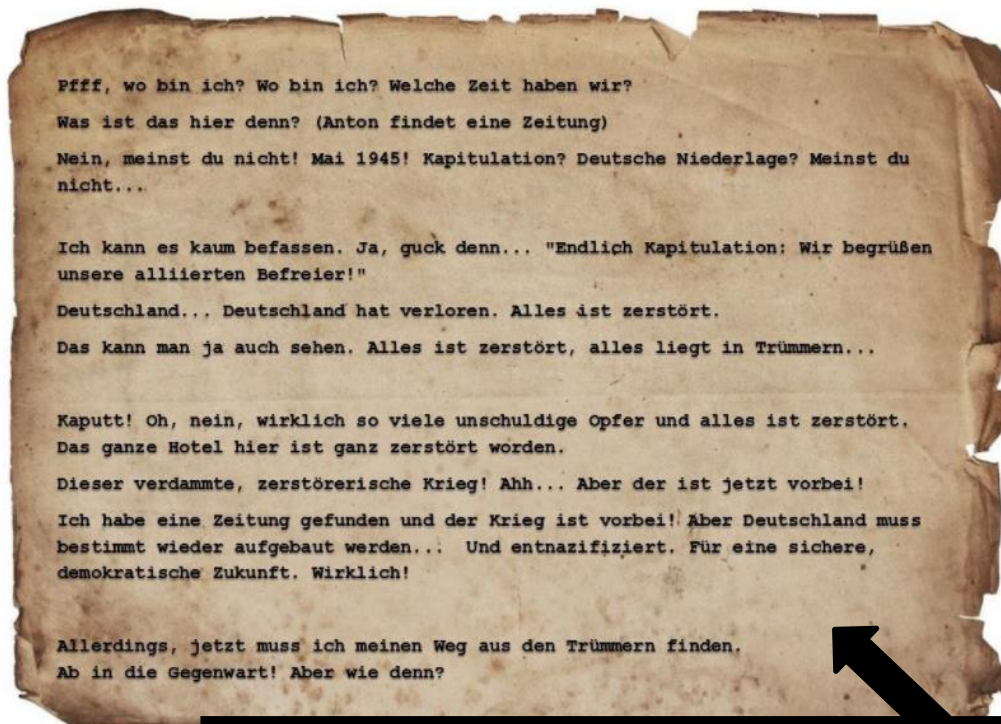 Pfff, wo bin ich? Wo bin ich? Welche Zeit haben wir?
Was ist das hier denn? (Anton findet eine Zeitung)
Nein, meinst du nicht! Mai 1945! Kapitulation? Deutsche Niederlage? Meinst du
nicht...
Ich kann es kaum befassen. Ja, guck denn... "Endlich Kapitulation: Wir begrüßen
unsere alliierten Befreier!"
Deutschland... Deutschland hat verloren. Alles ist zerstört.
Das kann man ja auch sehen. Alles ist zerstört, alles liegt in Trümmern...
Kaputt! Oh, nein, wirklich so viele unschuldige Opfer und alles ist zerstört.
Das ganze Hotel hier ist ganz zerstört worden.
Dieser verdammte, zerstörerische Krieg! Ahh... Aber der ist jetzt vorbei!
Ich habe eine Zeitung gefunden und der Krieg ist vorbei! Aber Deutschland muss
bestimmt wieder aufgebaut werden... Und entnazifiziert. Für eine sichere,
demokratische Zukunft. Wirklich!
Allerdings, jetzt muss ich meinen Weg aus den Trümmern finden.
Ab in die Gegenwart! Aber wie denn?